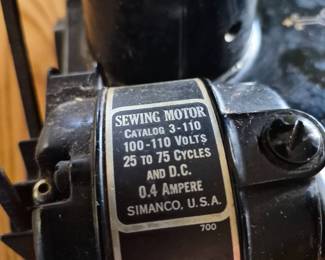 SEWING MOTOR
CATALOG 3-110
100-110 VOLTS
25 TO 75 CYCLES
AND D.C.
0.4 AMPERE
SIMANCO, U.S.A.
700